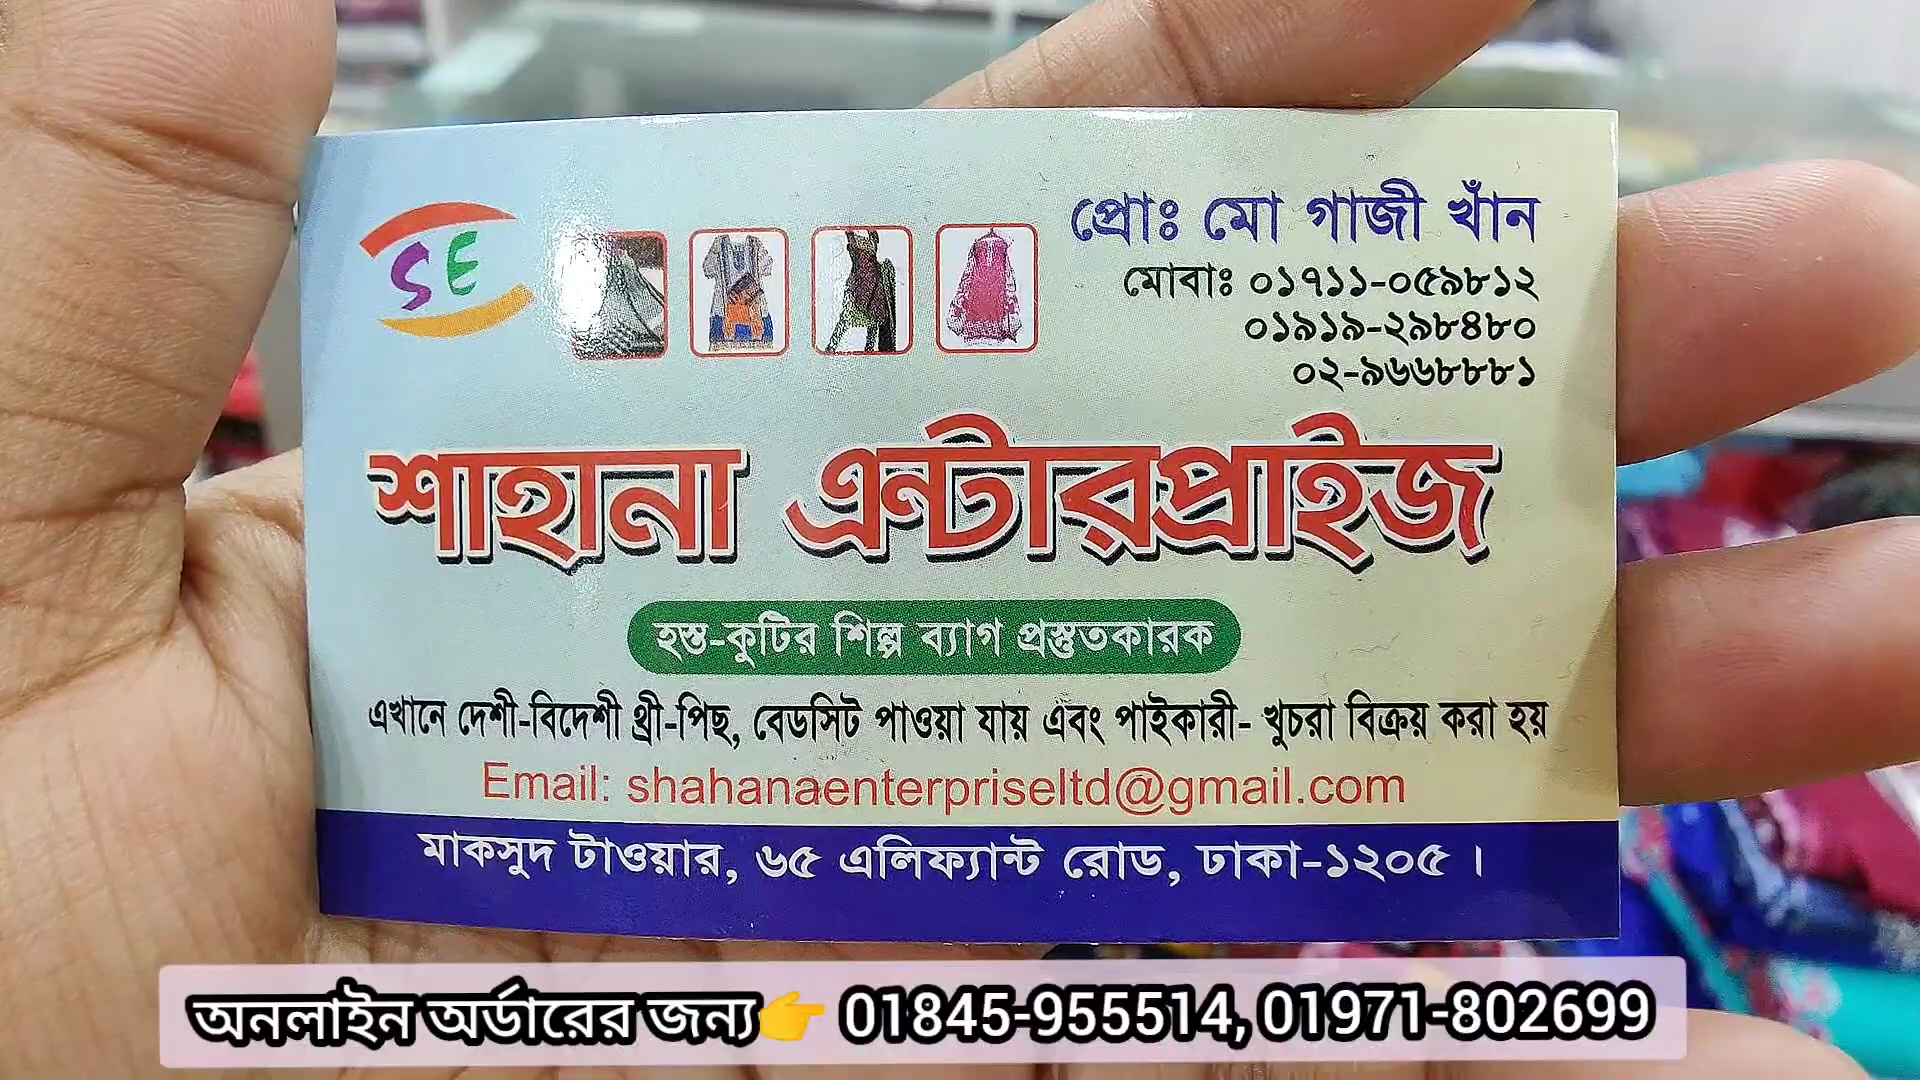 SE
প্রোঃ মো গাজী খাঁন
মোবাঃ ০১৭১১-০৫৯৮১২
০১৯১৯-২৯৮৪৮০
০২-৯৬৬৮৮৮১
শাহানা এন্টারপ্রাইজ
হস্ত-কুটির শিল্প ব্যাগ প্রস্তুতকারক
এখানে দেশী-বিদেশী থ্রী-পিছ, বেডসিট পাওয়া যায় এবং পাইকারী- খুচরা বিক্রয় করা হয়
Email: shahanaenterpriseltd@gmail.com
মাকসুদ টাওয়ার, ৬৫ এলিফ্যান্ট রোড, ঢাকা-১২০৫ ।
অনলাইন অর্ডারের জন্য👉 01845-955514, 01971-802699